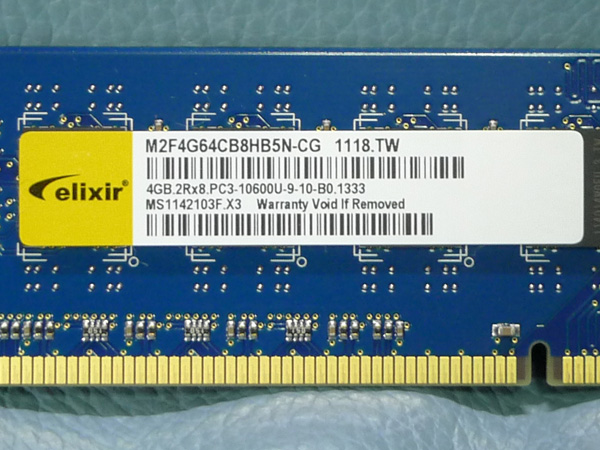 elixir
M2F4G64CB8HB5N-CG 1118.TW
4GB.2Rx8.PC3-10600U-9-10-B0.1333
MS1142103F.X3 Warranty Void If Removed